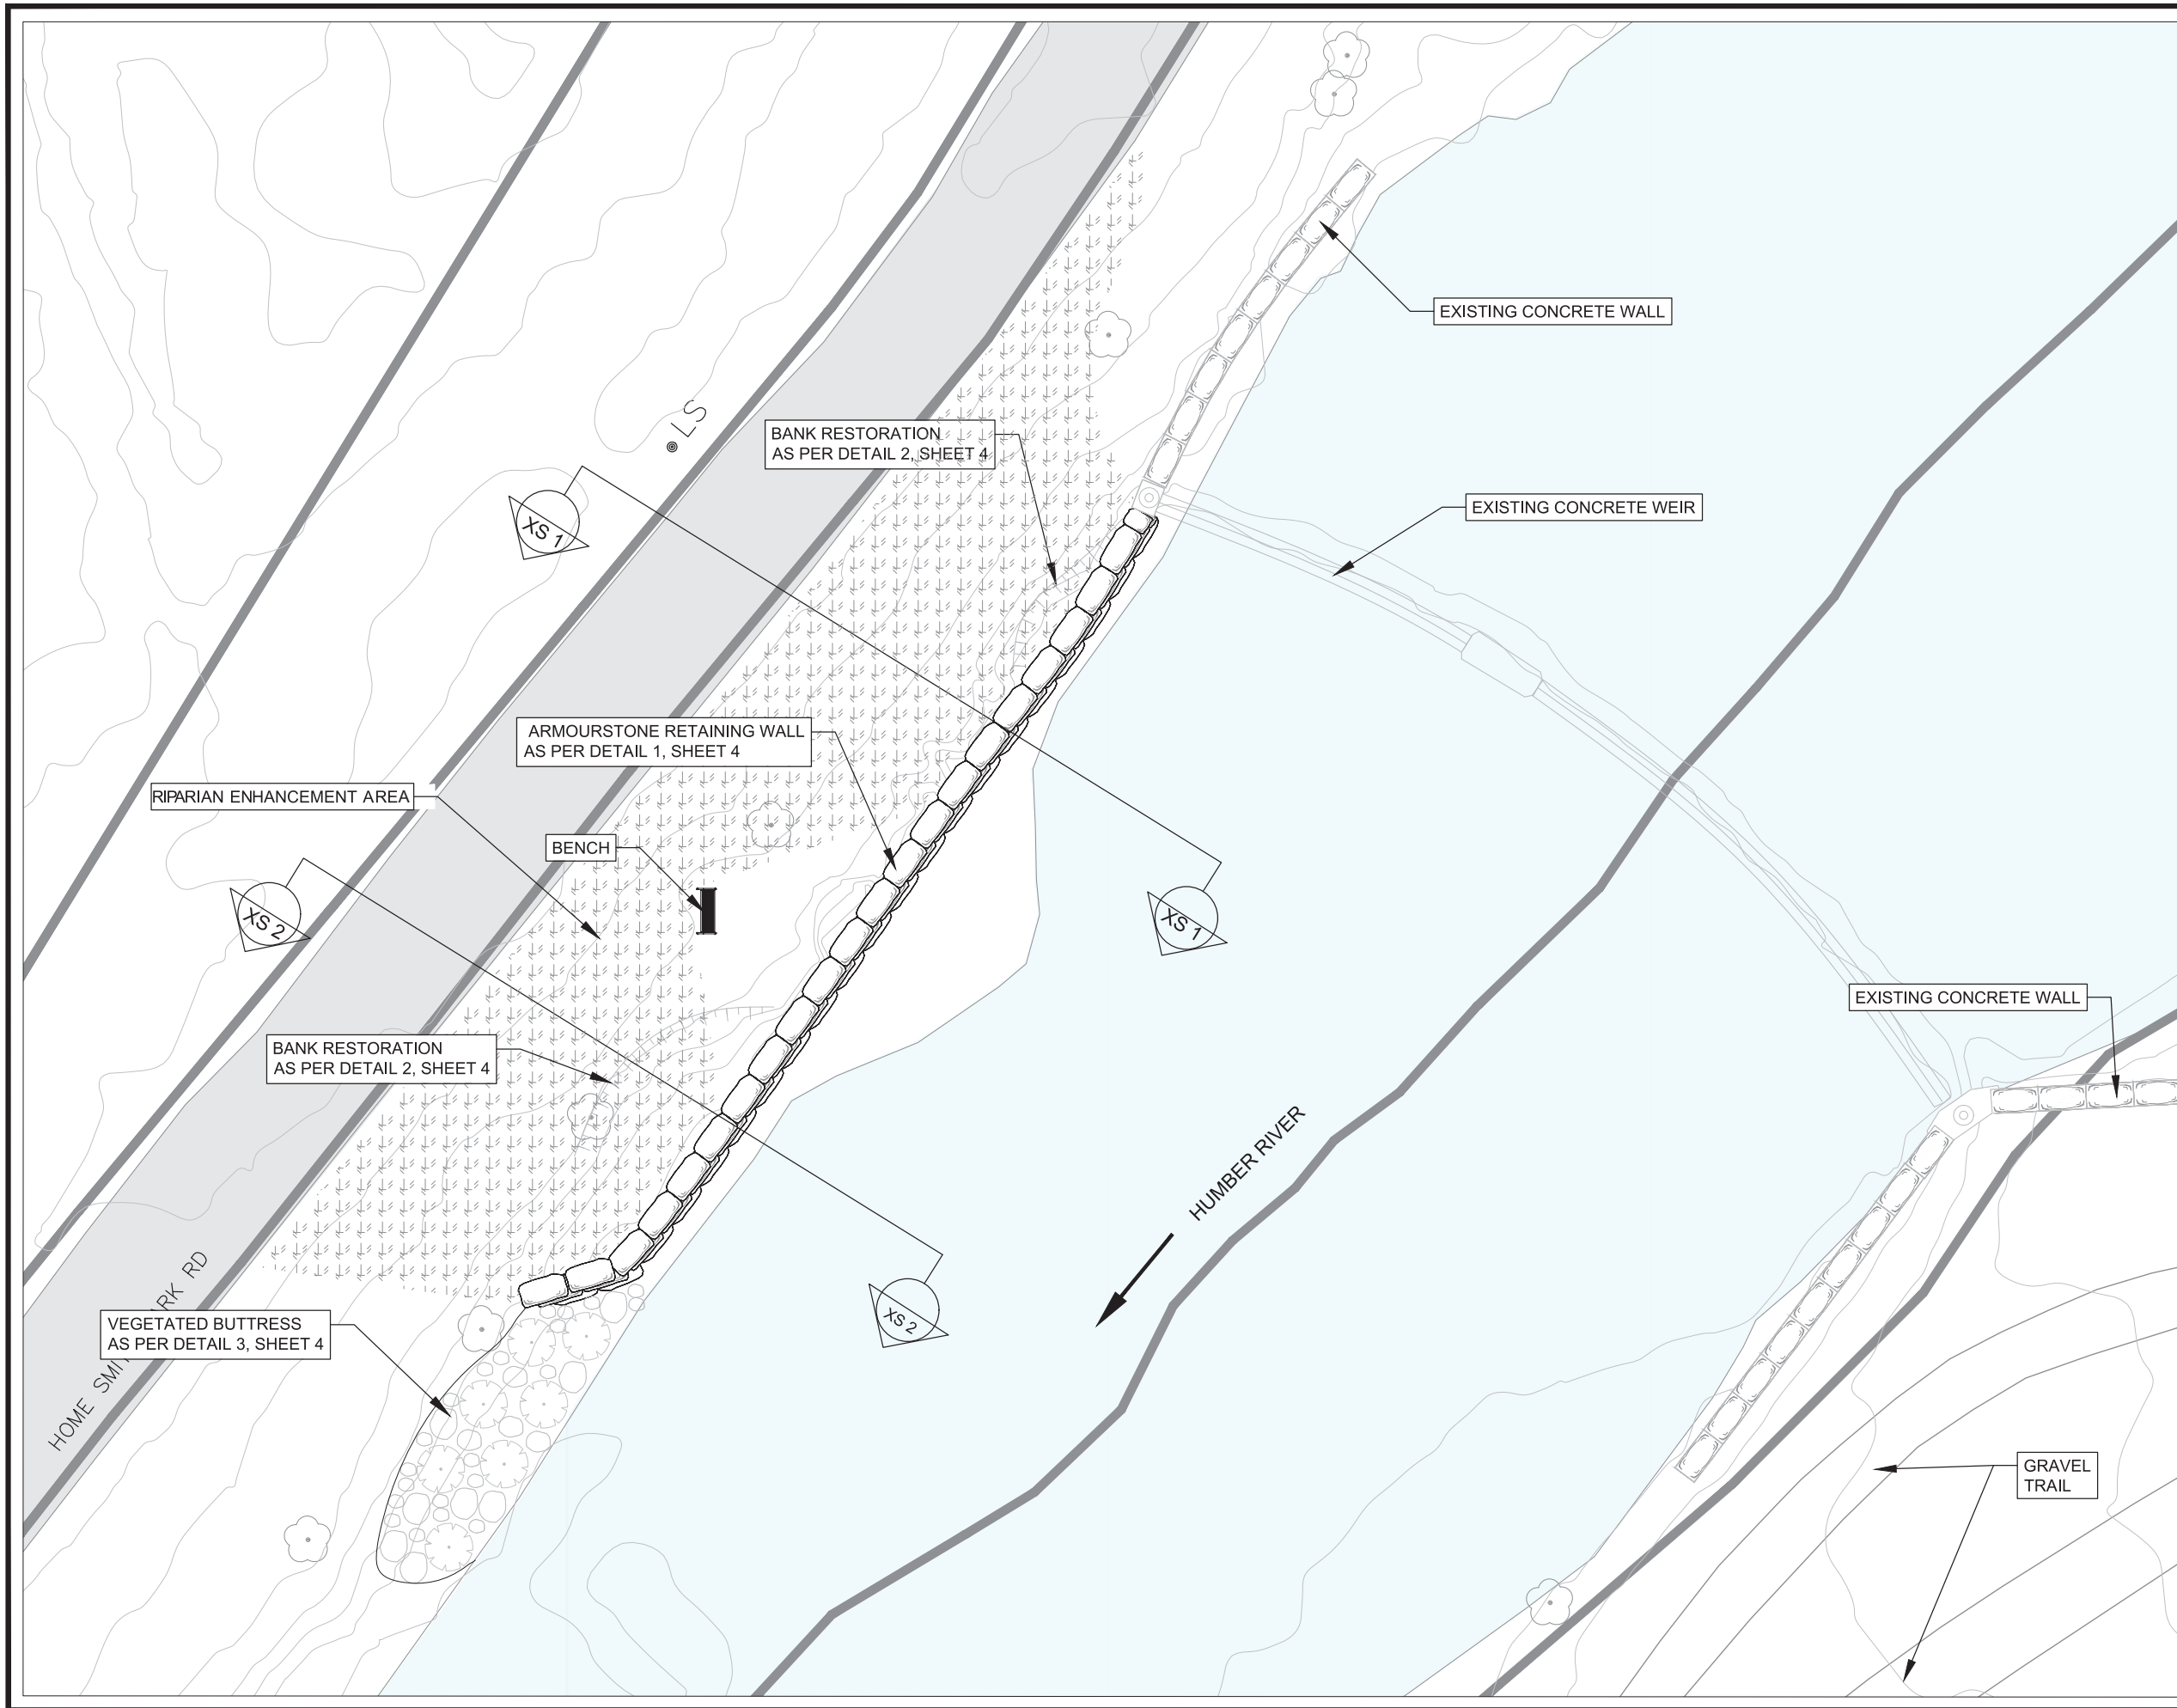 EXISTING CONCRETE WALL
LS
BANK RESTORATION
AS PER DETAIL 2, SHEET 4
XS 1
EXISTING CONCRETE WEIR
ARMOURSTONE RETAINING WALL
AS PER DETAIL 1, SHEET 4
RIPARIAN ENHANCEMENT AREA
BENCH
XS 2
XS 1
EXISTING CONCRETE WALL
BANK RESTORATION
AS PER DETAIL 2, SHEET 4
HUMBER RIVER
XS 2
VEGETATED BUTTRESS
AS PER DETAIL 3, SHEET 4
HOME RD
GRAVEL
TRAIL